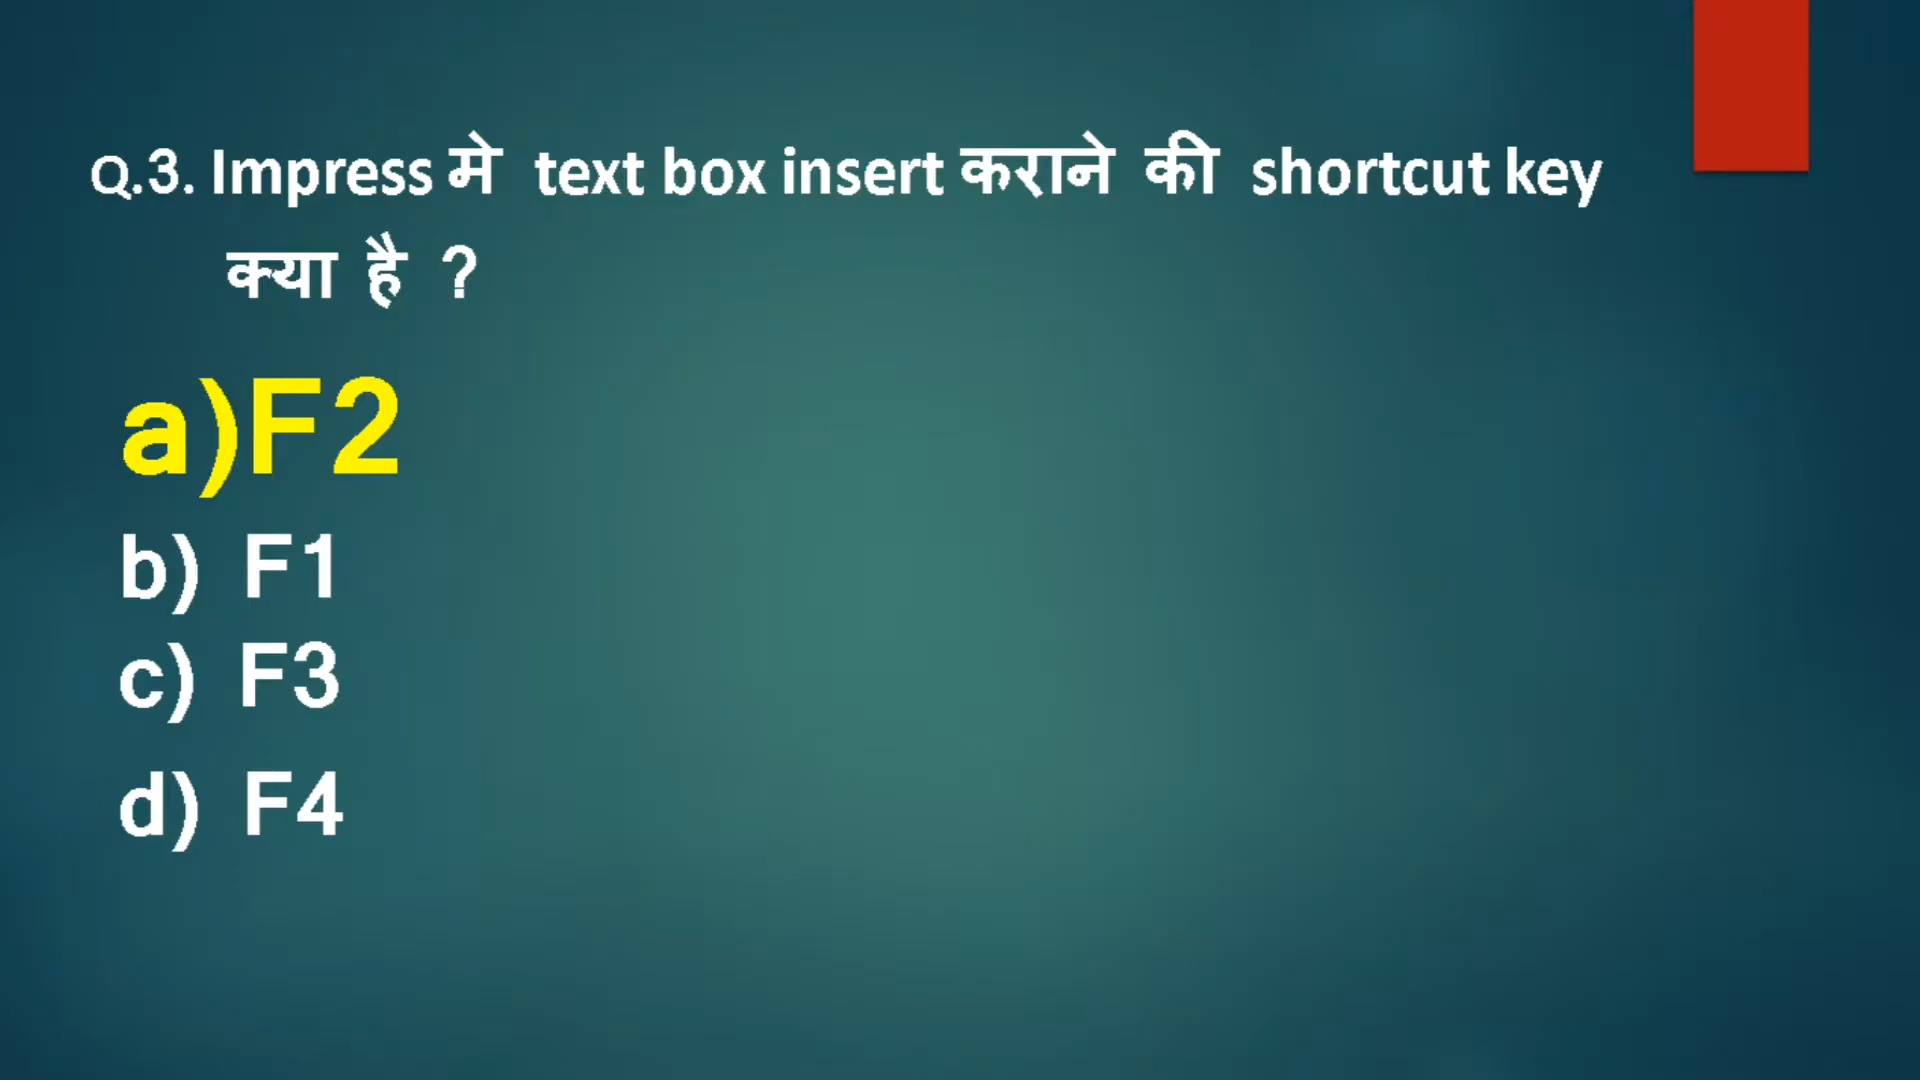 Q.3. Impress मे text box insert कराने की shortcut key
क्या है ?
a)F2
b) F1
c) F3
d) F4